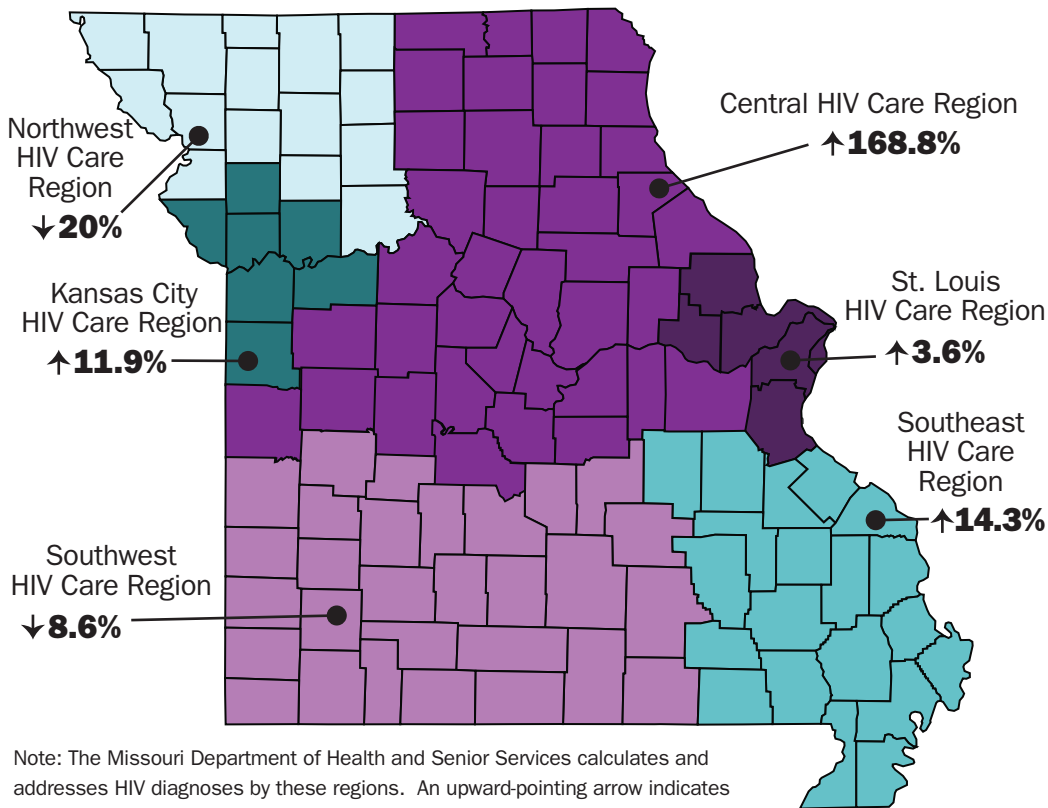 Northwest
HIV Care
Region
↓20%
Central HIV Care Region
↑168.8%
Kansas City
HIV Care Region
↑11.9%
St. Louis
HIV Care Region
↑3.6%
Southeast
HIV Care
Region
↑14.3%
Southwest
HIV Care Region
↓8.6%
Note: The Missouri Department of Health and Senior Services calculates and
addresses HIV diagnoses by these regions. An upward-pointing arrow indicates